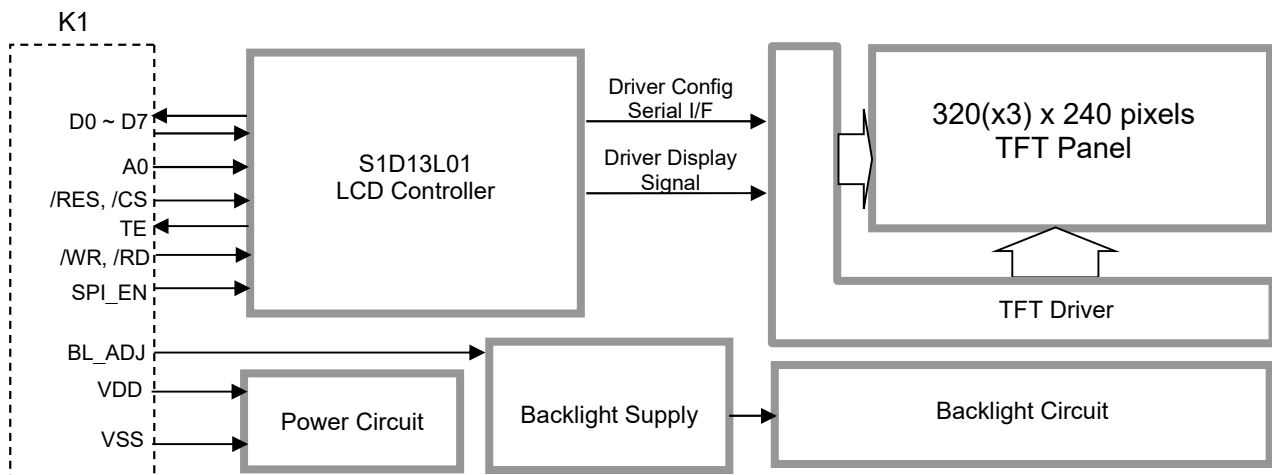 K1
D0 ~ D7
A0
/RES, /CS
TE
/WR, /RD
SPI_EN
BL_ADJ
VDD
VSS
S1D13L01
LCD Controller
Driver Config
Serial I/F
Driver Display
Signal
320(x3) x 240 pixels
TFT Panel
TFT Driver
Power Circuit
Backlight Supply
Backlight Circuit